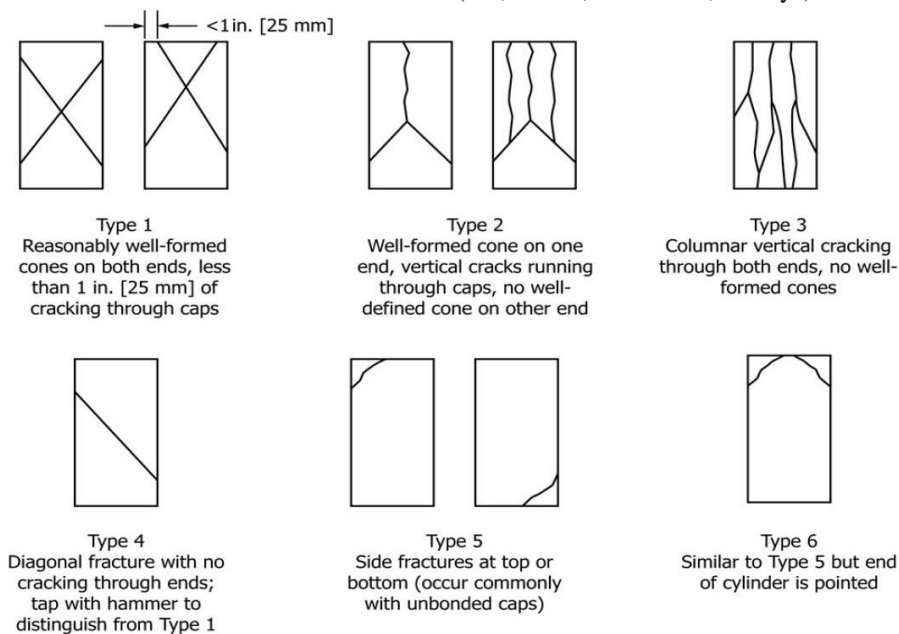 <1 in. [25 mm]
Type 1
Reasonably well-formed
cones on both ends, less
than 1 in. [25 mm] of
cracking through caps
Type 2
Well-formed cone on one
end, vertical cracks running
through caps, no well-
defined cone on other end
Type 3
Columnar vertical cracking
through both ends, no well-
formed cones
Type 4
Diagonal fracture with no
cracking through ends;
tap with hammer to
distinguish from Type 1
Type 5
Side fractures at top or
bottom (occur commonly
with unbonded caps)
Type 6
Similar to Type 5 but end
of cylinder is pointed